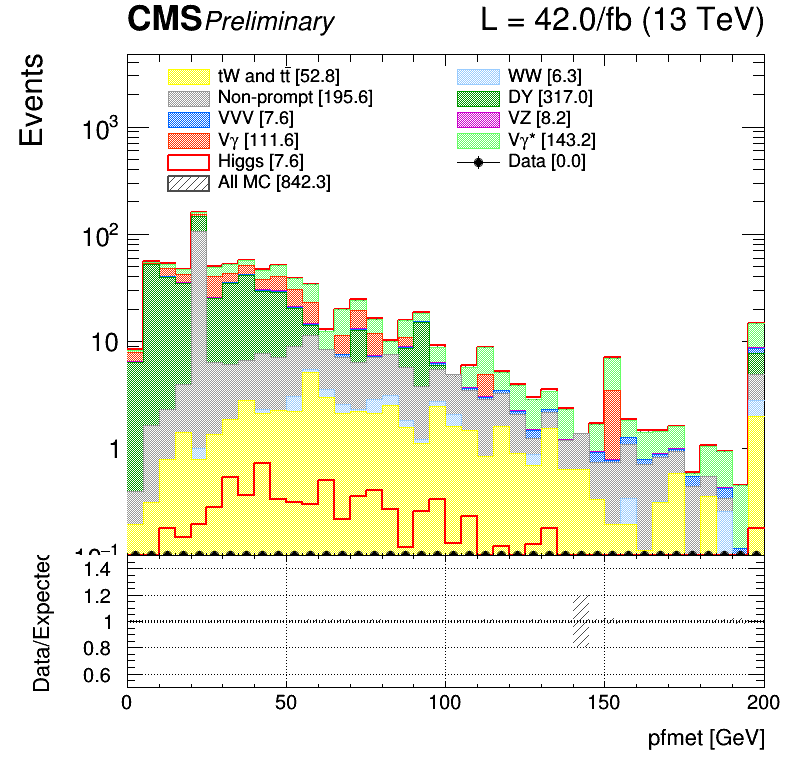 CMS Preliminary L = 42.0/fb (13 TeV)
Events
tW and tt̄ [52.8] WW [6.3]
Non-prompt [195.6] DY [317.0]
VVV [7.6] VZ [8.2]
Vγ [111.6] Vγ* [143.2]
Higgs [7.6] Data [0.0]
All MC [842.3]
10³
10²
10
1
10⁻¹
Data/Expected
1.4
1.2
1
0.8
0.6
0 50 100 150 200
pfmet [GeV]